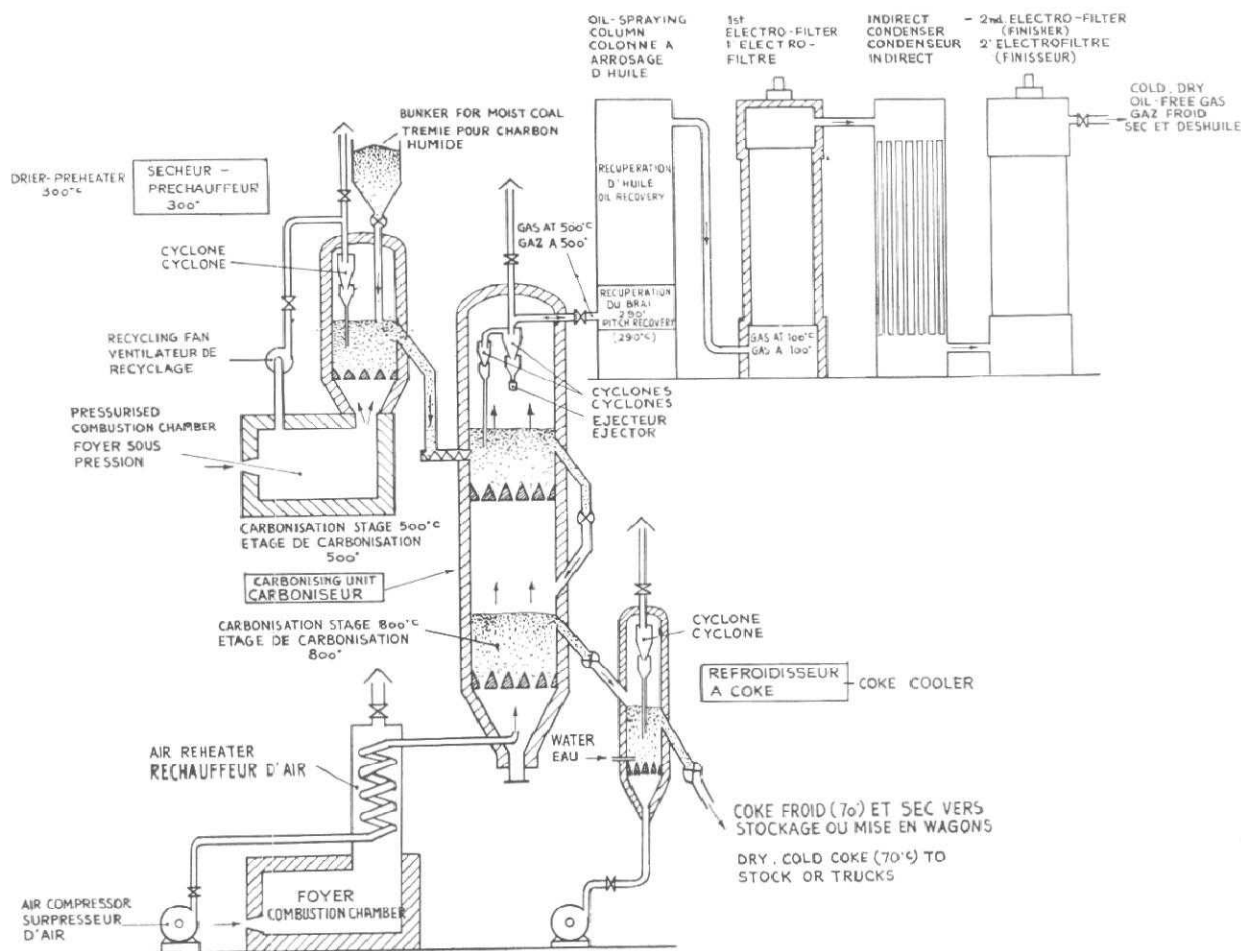 OIL-SPRAYING
COLUMN
COLONNE A
ARROSAGE
D'HUILE
1st
ELECTRO-FILTER
1 ELECTRO-
FILTRE
INDIRECT
CONDENSER
CONDENSEUR
INDIRECT
- 2nd. ELECTRO-FILTER
(FINISHER)
2° ELECTROFILTRE
(FINISSEUR)
COLD, DRY
OIL-FREE GAS
GAZ FROID
SEC ET DESHUILE
BUNKER FOR MOIST COAL
TREMIE POUR CHARBON
HUMIDE
DRIER-PREHEATER
300°C
SECHEUR -
PRECHAUFFEUR
300°
RECUPERATION
D'HUILE
OIL RECOVERY
GAS AT 500°C
GAZ A 500°
CYCLONE
CYCLONE
RECUPERATION
DU BRAI
290°
PITCH RECOVERY
(290°C)
GAS AT 100°C
GAS A 100°
RECYCLING FAN
VENTILATEUR DE
RECYCLAGE
CYCLONES
CYCLONES
EJECTEUR
EJECTOR
PRESSURISED
COMBUSTION CHAMBER
FOYER SOUS
PRESSION
CARBONISATION STAGE 500°C
ETAGE DE CARBONISATION
500°
CARBONISING UNIT
CARBONISEUR
CARBONISATION STAGE 800°C
ETAGE DE CARBONISATION
800°
CYCLONE
CYCLONE
REFROIDISSEUR
A COKE
- COKE COOLER
AIR REHEATER
RECHAUFFEUR D'AIR
WATER
EAU
COKE FROID (70°) ET SEC VERS
STOCKAGE OU MISE EN WAGONS
DRY, COLD COKE (70°C) TO
STOCK OR TRUCKS
FOYER
COMBUSTION CHAMBER
AIR COMPRESSOR
SURPRESSEUR
D'AIR